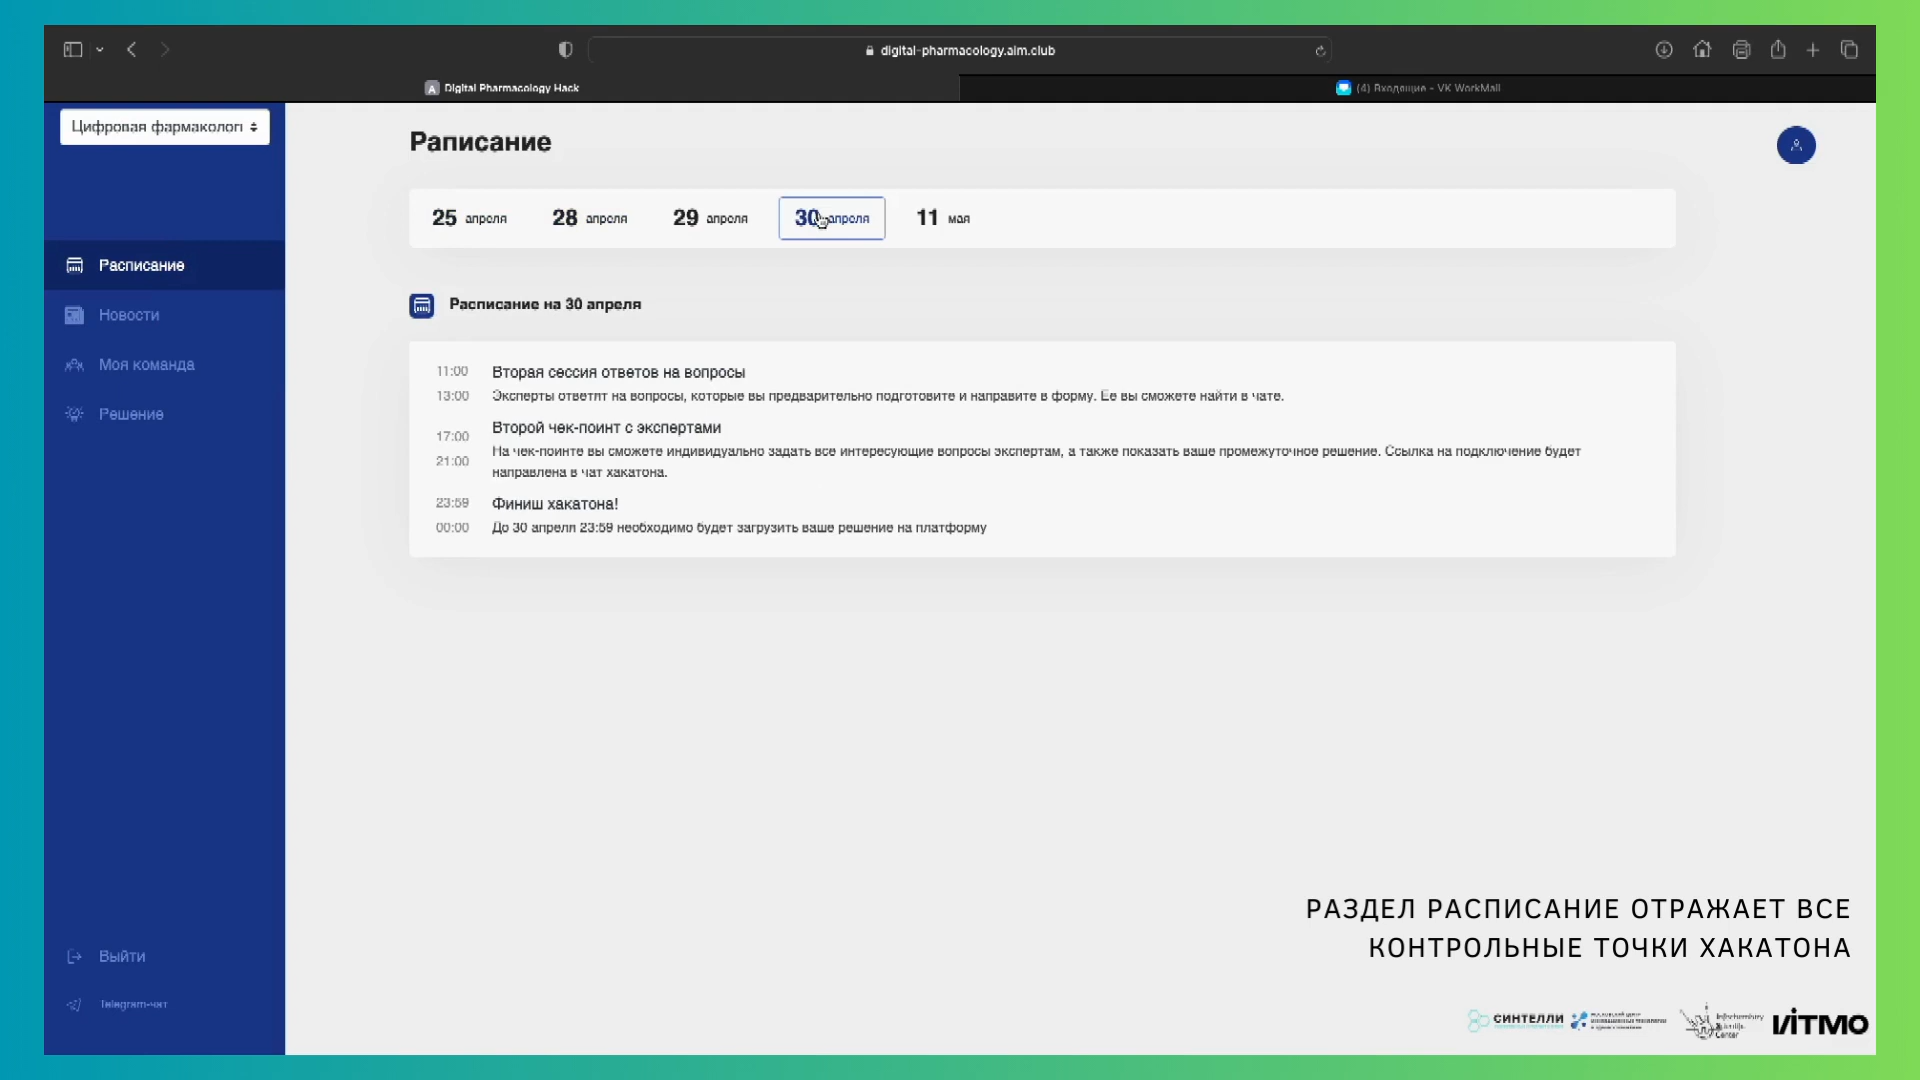 digital-pharmacology.aim.club
Digital Pharmacology Hack
(4) Входящие - VK WorkMail
Цифровая фармакологи
Раписание
25 апреля
28 апреля
29 апреля
30 апреля
11 мая
Расписание
Новости
Моя команда
Решение
Расписание на 30 апреля
11:00 Вторая сессия ответов на вопросы
13:00 Эксперты ответят на вопросы, которые вы предварительно подготовите и направите в форму. Ее вы сможете найти в чате.
Второй чек-поинт с экспертами
17:00
21:00 На чек-поинте вы сможете индивидуально задать все интересующие вопросы экспертам, а также показать ваше промежуточное решение. Ссылка на подключение будет
направлена в чат хакатона.
23:59 Финиш хакатона!
00:00 До 30 апреля 23:59 необходимо будет загрузить ваше решение на платформу
РАЗДЕЛ РАСПИСАНИЕ ОТРАЖАЕТ ВСЕ
КОНТРОЛЬНЫЕ ТОЧКИ ХАКАТОНА
Выйти
Telegram-чат
СИНТЕЛЛИ
Infochemistry
Scientific
Center
ИТМО